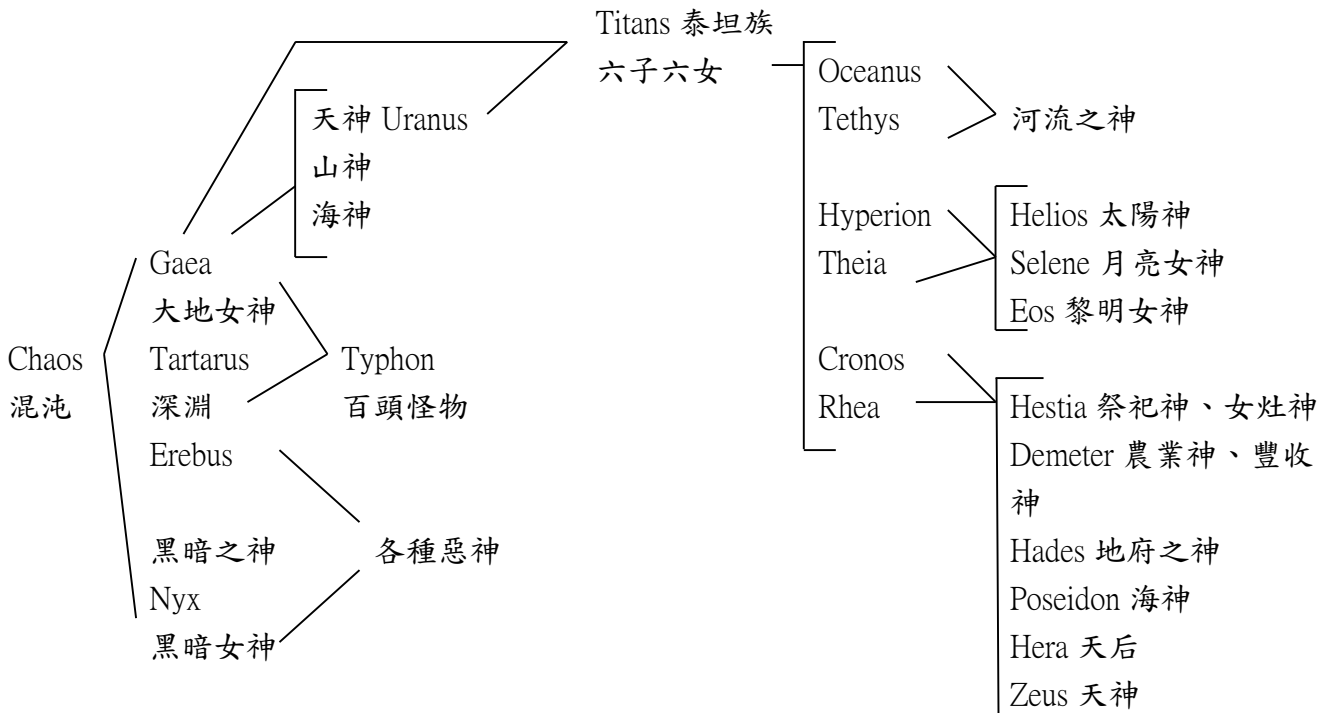 Titans 泰坦族
六子六女
Oceanus
天神 Uranus
Tethys
河流之神
山神
海神
Hyperion
Helios 太陽神
Gaea
Theia
Selene 月亮女神
大地女神
Eos 黎明女神
Chaos
Tartarus
Typhon
Cronos
混沌
深淵
百頭怪物
Rhea
Hestia 祭祀神、女灶神
Erebus
Demeter 農業神、豐收
神
黑暗之神
各種惡神
Hades 地府之神
Nyx
Poseidon 海神
黑暗女神
Hera 天后
Zeus 天神